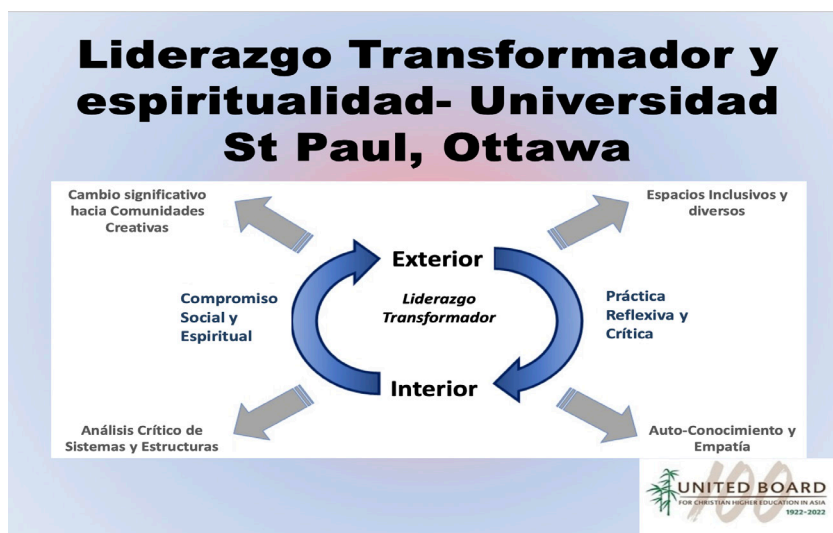 Liderazgo Transformador y
espiritualidad- Universidad
St Paul, Ottawa
Cambio significativo
hacia Comunidades
Creativas
Espacios Inclusivos y
diversos
Exterior
Compromiso
Social y
Espiritual
Liderazgo
Transformador
Práctica
Reflexiva y
Crítica
Interior
Análisis Crítico de
Sistemas y Estructuras
Auto-Conocimiento y
Empatía
100
UNITED BOARD
FOR CHRISTIAN HIGHER EDUCATION IN ASIA
1922-2022